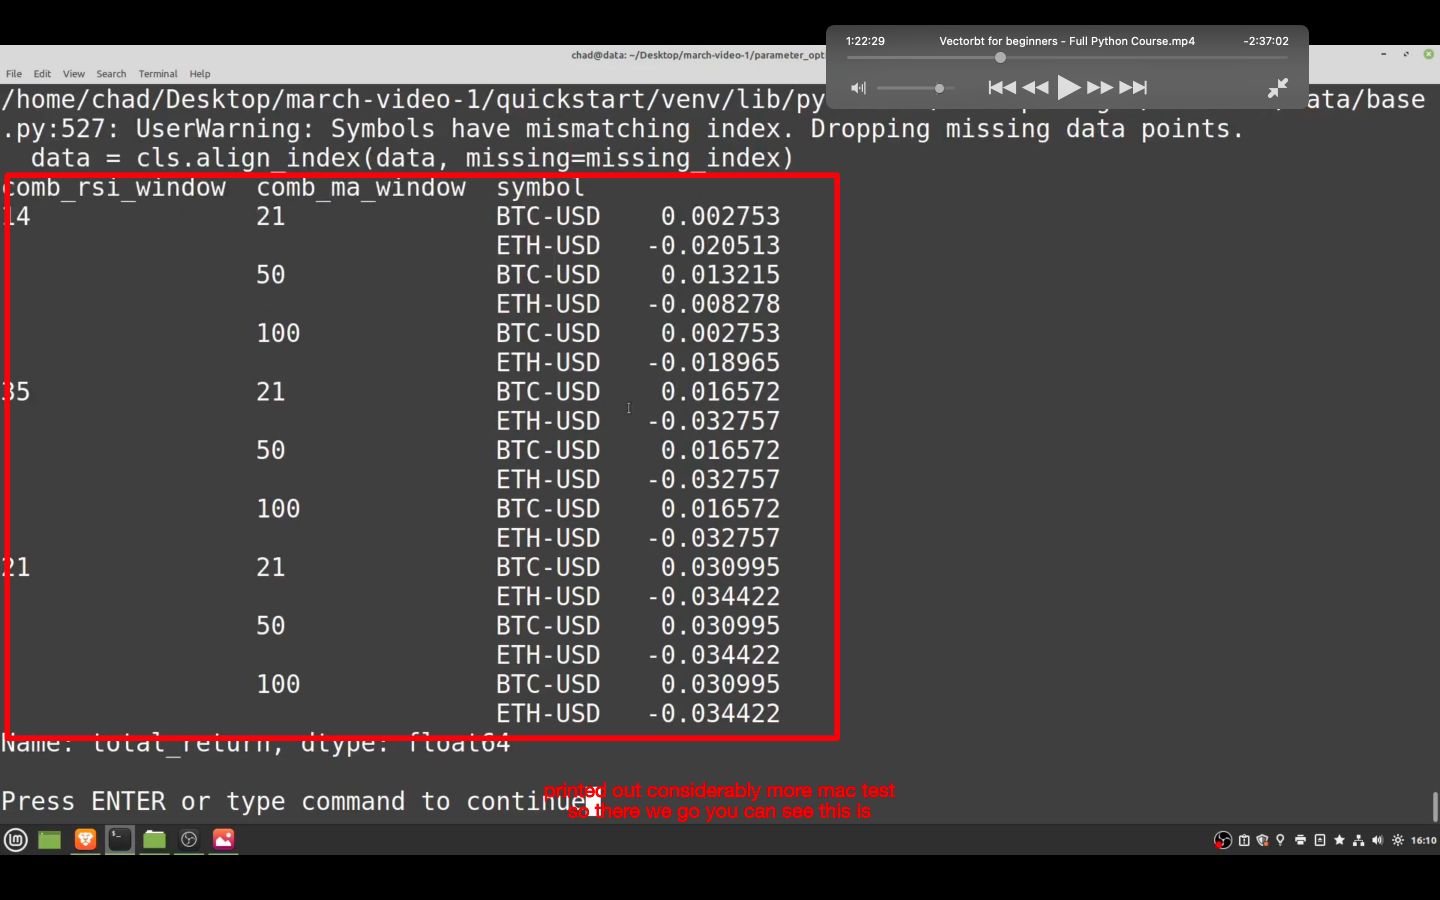 1:22:29 Vectorbt for beginners - Full Python Course.mp4 -2:37:02
chad@data: ~/Desktop/march-video-1/parameter_opt
File Edit View Search Terminal Help
/home/chad/Desktop/march-video-1/quickstart/venv/lib/py ata/base
.py:527: UserWarning: Symbols have mismatching index. Dropping missing data points.
data = cls.align_index(data, missing=missing_index)
comb_rsi_window comb_ma_window symbol
14 21 BTC-USD 0.002753
ETH-USD -0.020513
50 BTC-USD 0.013215
ETH-USD -0.008278
100 BTC-USD 0.002753
ETH-USD -0.018965
35 21 BTC-USD 0.016572
ETH-USD -0.032757
50 BTC-USD 0.016572
ETH-USD -0.032757
100 BTC-USD 0.016572
ETH-USD -0.032757
21 21 BTC-USD 0.030995
ETH-USD -0.034422
50 BTC-USD 0.030995
ETH-USD -0.034422
100 BTC-USD 0.030995
ETH-USD -0.034422
Name: total_return, dtype: float64
Press ENTER or type command to continue
printed out considerably more mac test
so there we go you can see this is
16:10